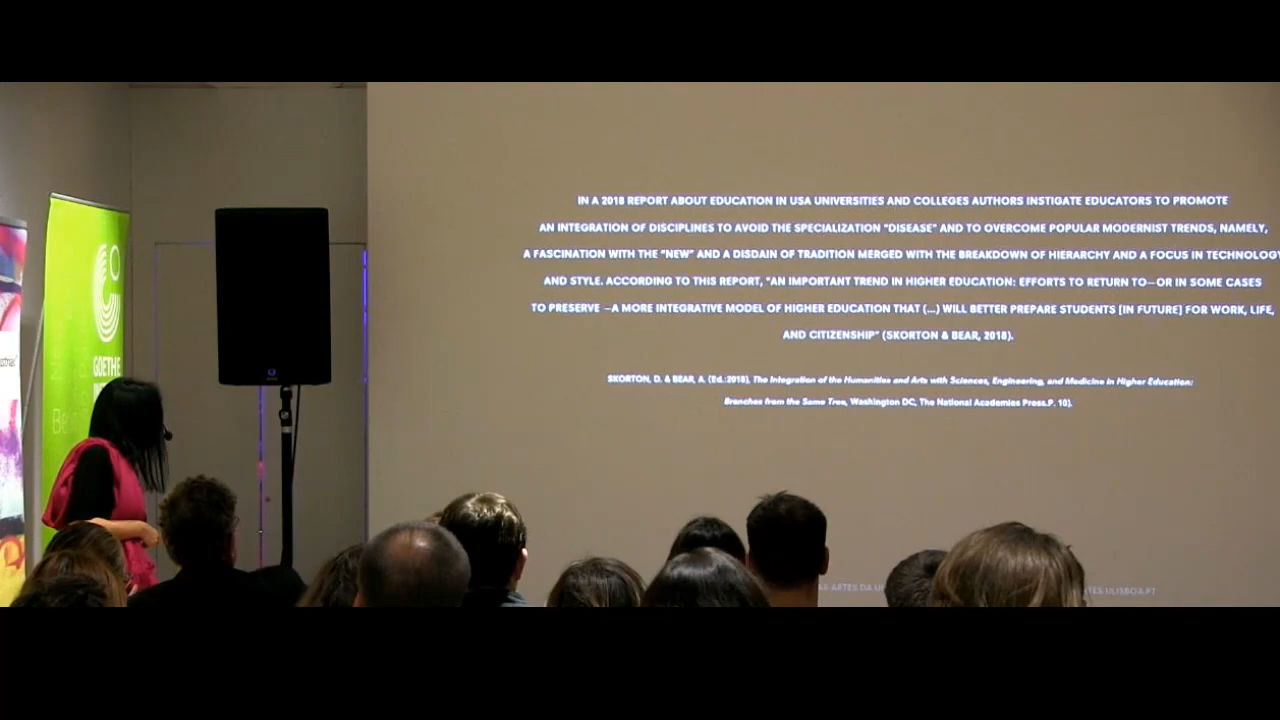 IN A 2018 REPORT ABOUT EDUCATION IN USA UNIVERSITIES AND COLLEGES AUTHORS INSTIGATE EDUCATORS TO PROMOTE
AN INTEGRATION OF DISCIPLINES TO AVOID THE SPECIALIZATION "DISEASE" AND TO OVERCOME POPULAR MODERNIST TRENDS, NAMELY,
A FASCINATION WITH THE "NEW" AND A DISDAIN OF TRADITION MERGED WITH THE BREAKDOWN OF HIERARCHY AND A FOCUS IN TECHNOLOGY
AND STYLE. ACCORDING TO THIS REPORT, "AN IMPORTANT TREND IN HIGHER EDUCATION: EFFORTS TO RETURN TO—OR IN SOME CASES
TO PRESERVE —A MORE INTEGRATIVE MODEL OF HIGHER EDUCATION THAT (...) WILL BETTER PREPARE STUDENTS [IN FUTURE] FOR WORK, LIFE,
AND CITIZENSHIP" (SKORTON & BEAR, 2018).
SKORTON, D. & BEAR, A. (Ed.:2018), The Integration of the Humanities and Arts with Sciences, Engineering, and Medicine in Higher Education:
Branches from the Same Tree, Washington DC, The National Academies Press.P. 10).
GOETHE
AR-ARTES DA U
TES.ULISBOA.PT